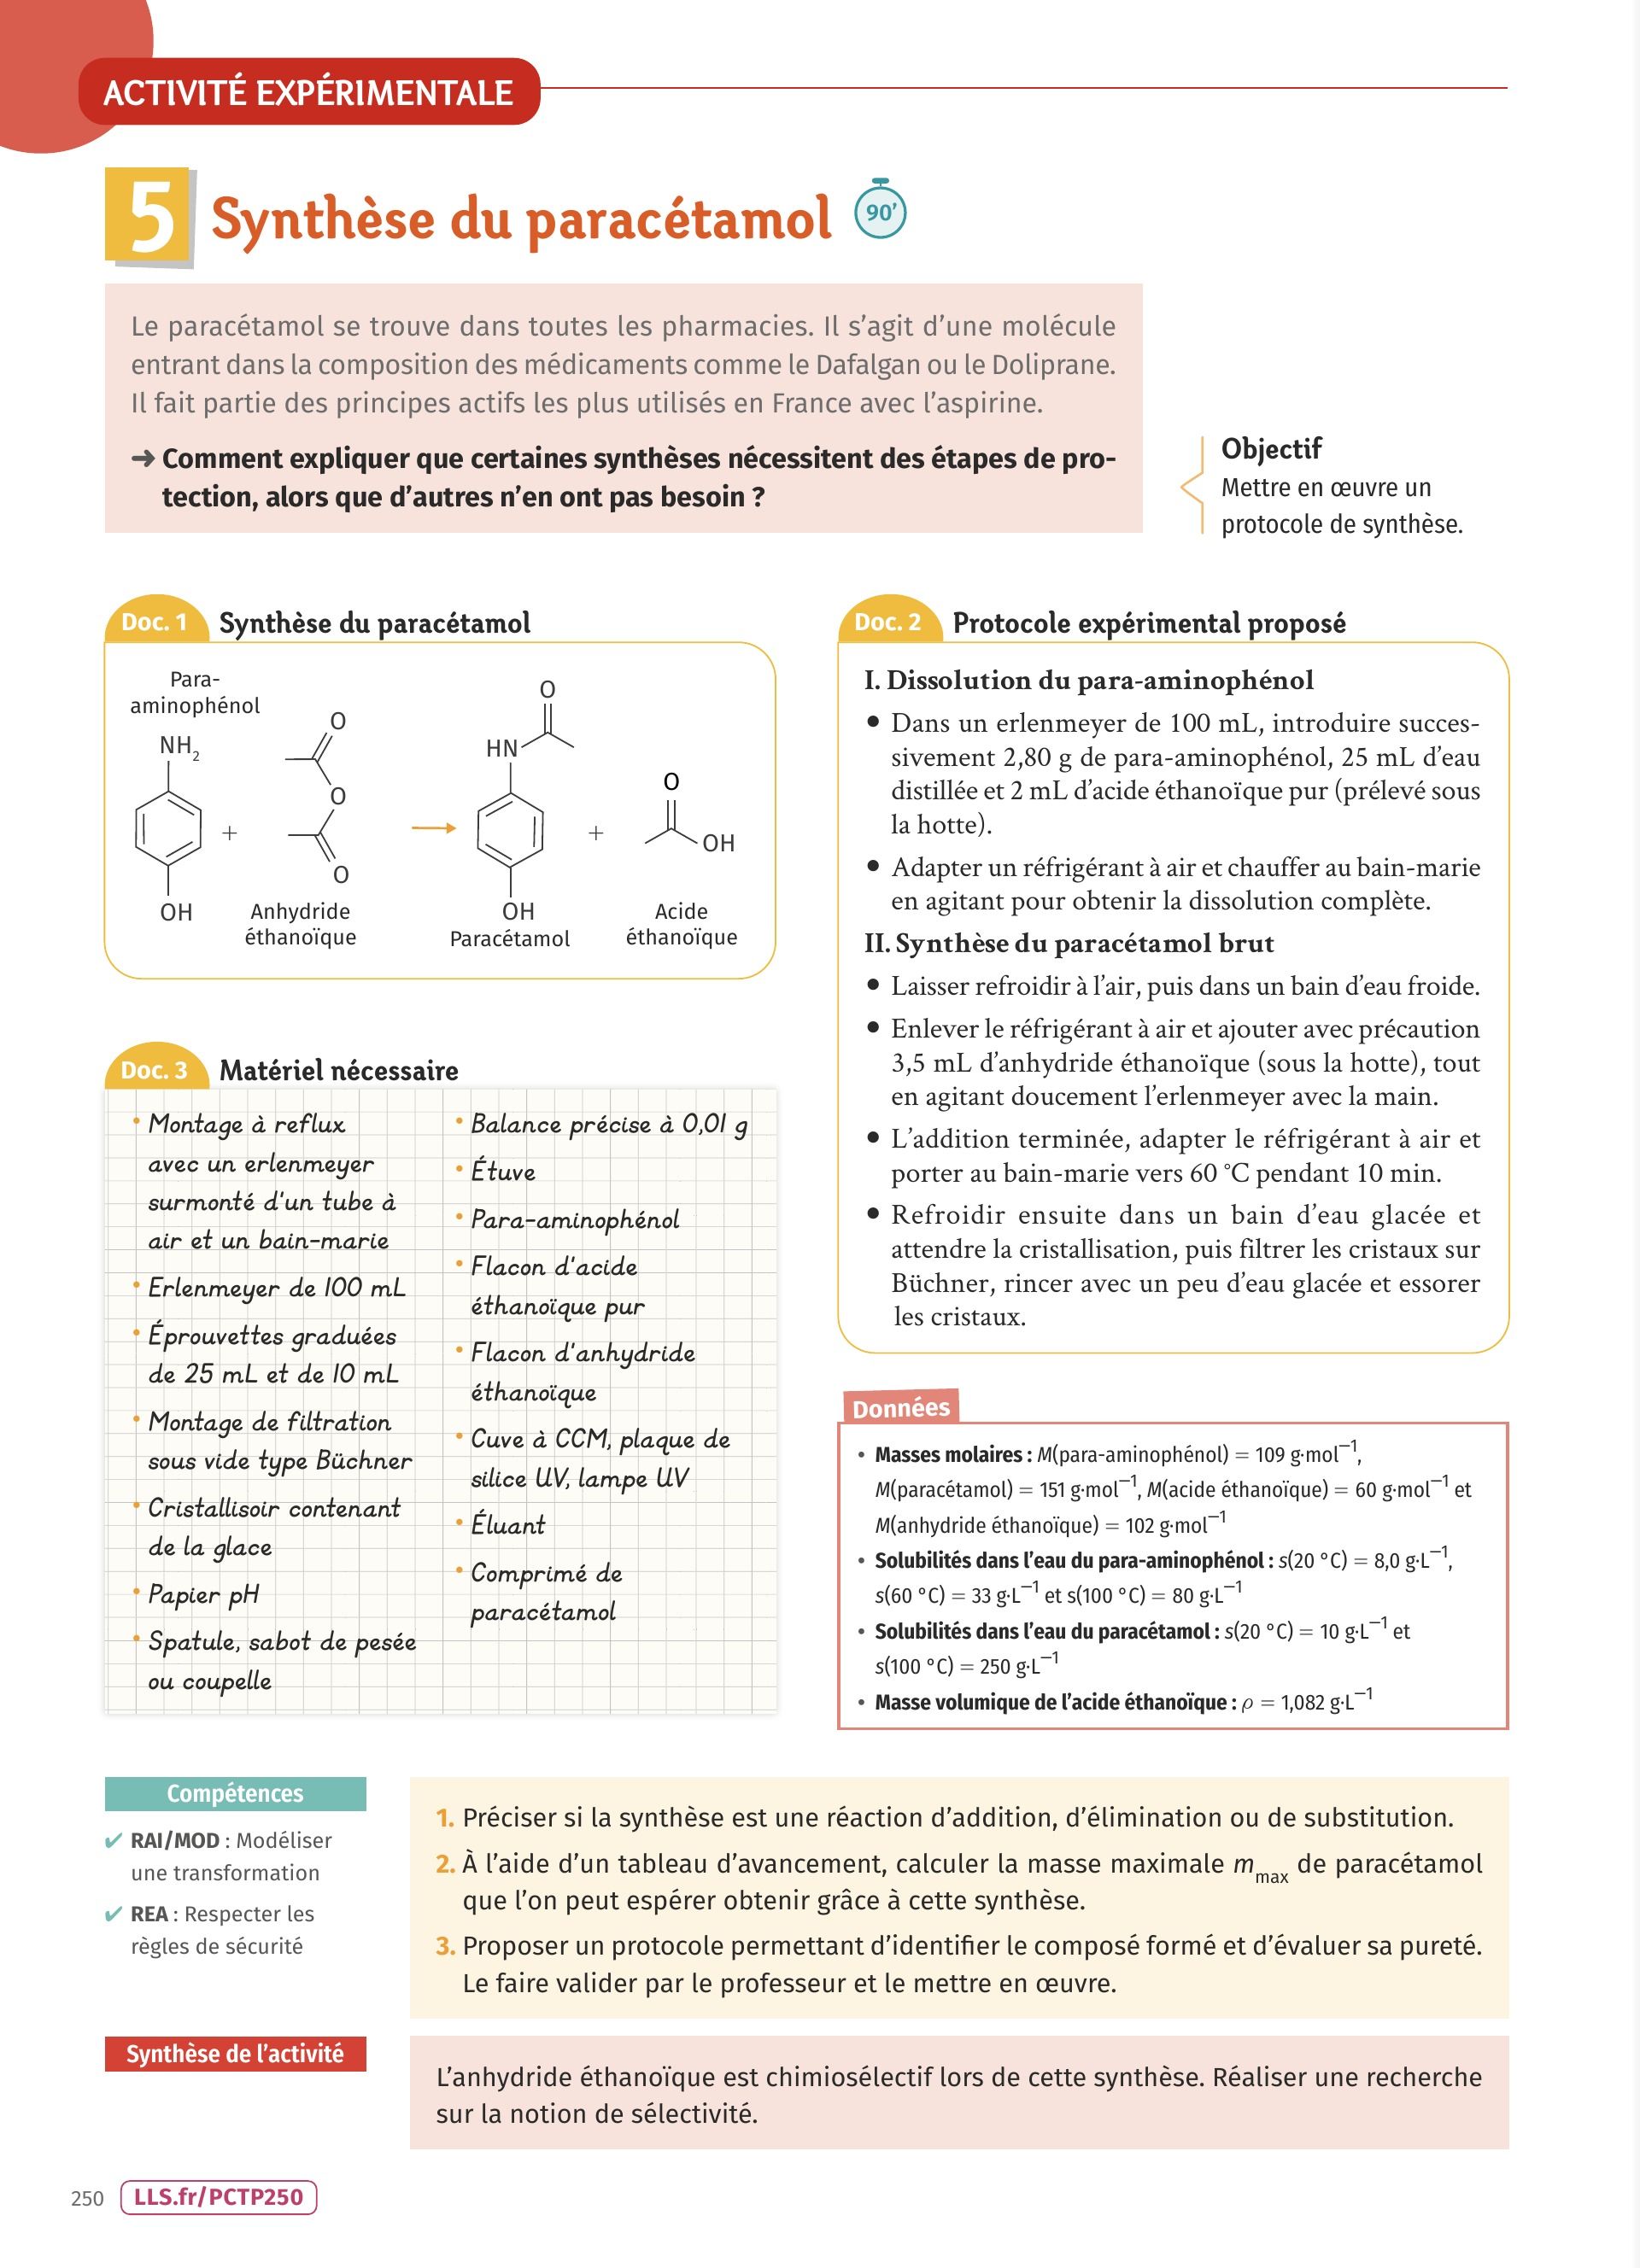 ACTIVITÉ EXPÉRIMENTALE
5 Synthèse du paracétamol 90’
Le paracétamol se trouve dans toutes les pharmacies. Il s’agit d’une molécule
entrant dans la composition des médicaments comme le Dafalgan ou le Doliprane.
Il fait partie des principes actifs les plus utilisés en France avec l’aspirine.
➜ Comment expliquer que certaines synthèses nécessitent des étapes de pro-
tection, alors que d’autres n’en ont pas besoin ?
Objectif
Mettre en œuvre un
protocole de synthèse.
Doc. 1 Synthèse du paracétamol
Para-
aminophénol
NH2
OH
+
O
O
O
Anhydride
éthanoïque
O
HN
OH
Paracétamol
+
O
OH
Acide
éthanoïque
Doc. 2 Protocole expérimental proposé
I. Dissolution du para-aminophénol
• Dans un erlenmeyer de 100 mL, introduire succes-
sivement 2,80 g de para-aminophénol, 25 mL d’eau
distillée et 2 mL d’acide éthanoïque pur (prélevé sous
la hotte).
• Adapter un réfrigérant à air et chauffer au bain-marie
en agitant pour obtenir la dissolution complète.
II. Synthèse du paracétamol brut
• Laisser refroidir à l’air, puis dans un bain d’eau froide.
• Enlever le réfrigérant à air et ajouter avec précaution
3,5 mL d’anhydride éthanoïque (sous la hotte), tout
en agitant doucement l’erlenmeyer avec la main.
• L’addition terminée, adapter le réfrigérant à air et
porter au bain-marie vers 60 °C pendant 10 min.
• Refroidir ensuite dans un bain d’eau glacée et
attendre la cristallisation, puis filtrer les cristaux sur
Büchner, rincer avec un peu d’eau glacée et essorer
les cristaux.
Doc. 3 Matériel nécessaire
• Montage à reflux
avec un erlenmeyer
surmonté d’un tube à
air et un bain-marie
• Erlenmeyer de 100 mL
• Éprouvettes graduées
de 25 mL et de 10 mL
• Montage de filtration
sous vide type Büchner
• Cristallisoir contenant
de la glace
• Papier pH
• Spatule, sabot de pesée
ou coupelle
• Balance précise à 0,01 g
• Étuve
• Para-aminophénol
• Flacon d’acide
éthanoïque pur
• Flacon d’anhydride
éthanoïque
• Cuve à CCM, plaque de
silice UV, lampe UV
• Éluant
• Comprimé de
paracétamol
Données
• Masses molaires : M(para-aminophénol) = 109 g·mol⁻¹,
M(paracétamol) = 151 g·mol⁻¹, M(acide éthanoïque) = 60 g·mol⁻¹ et
M(anhydride éthanoïque) = 102 g·mol⁻¹
• Solubilités dans l’eau du para-aminophénol : s(20 °C) = 8,0 g·L⁻¹,
s(60 °C) = 33 g·L⁻¹ et s(100 °C) = 80 g·L⁻¹
• Solubilités dans l’eau du paracétamol : s(20 °C) = 10 g·L⁻¹ et
s(100 °C) = 250 g·L⁻¹
• Masse volumique de l’acide éthanoïque : ρ = 1,082 g·L⁻¹
Compétences
✔ RAI/MOD : Modéliser
une transformation
✔ REA : Respecter les
règles de sécurité
1. Préciser si la synthèse est une réaction d’addition, d’élimination ou de substitution.
2. À l’aide d’un tableau d’avancement, calculer la masse maximale mmax de paracétamol
que l’on peut espérer obtenir grâce à cette synthèse.
3. Proposer un protocole permettant d’identifier le composé formé et d’évaluer sa pureté.
Le faire valider par le professeur et le mettre en œuvre.
Synthèse de l’activité
L’anhydride éthanoïque est chimiosélectif lors de cette synthèse. Réaliser une recherche
sur la notion de sélectivité.
250 LLS.fr/PCTP250